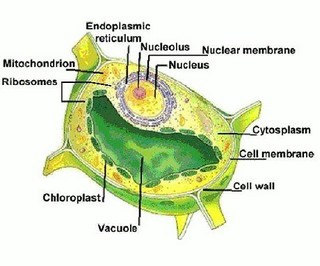 Endoplasmic
reticulum
Nucleolus
Nuclear membrane
Nucleus
Mitochondrion
Ribosomes
Cytosplasm
Cell membrane
Cell wall
Chloroplast
Vacuole